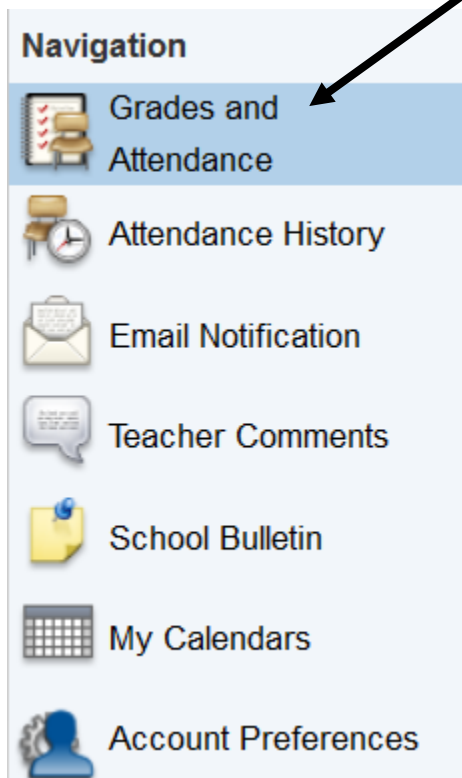 Navigation
Grades and
Attendance
Attendance History
Email Notification
Teacher Comments
School Bulletin
My Calendars
Account Preferences